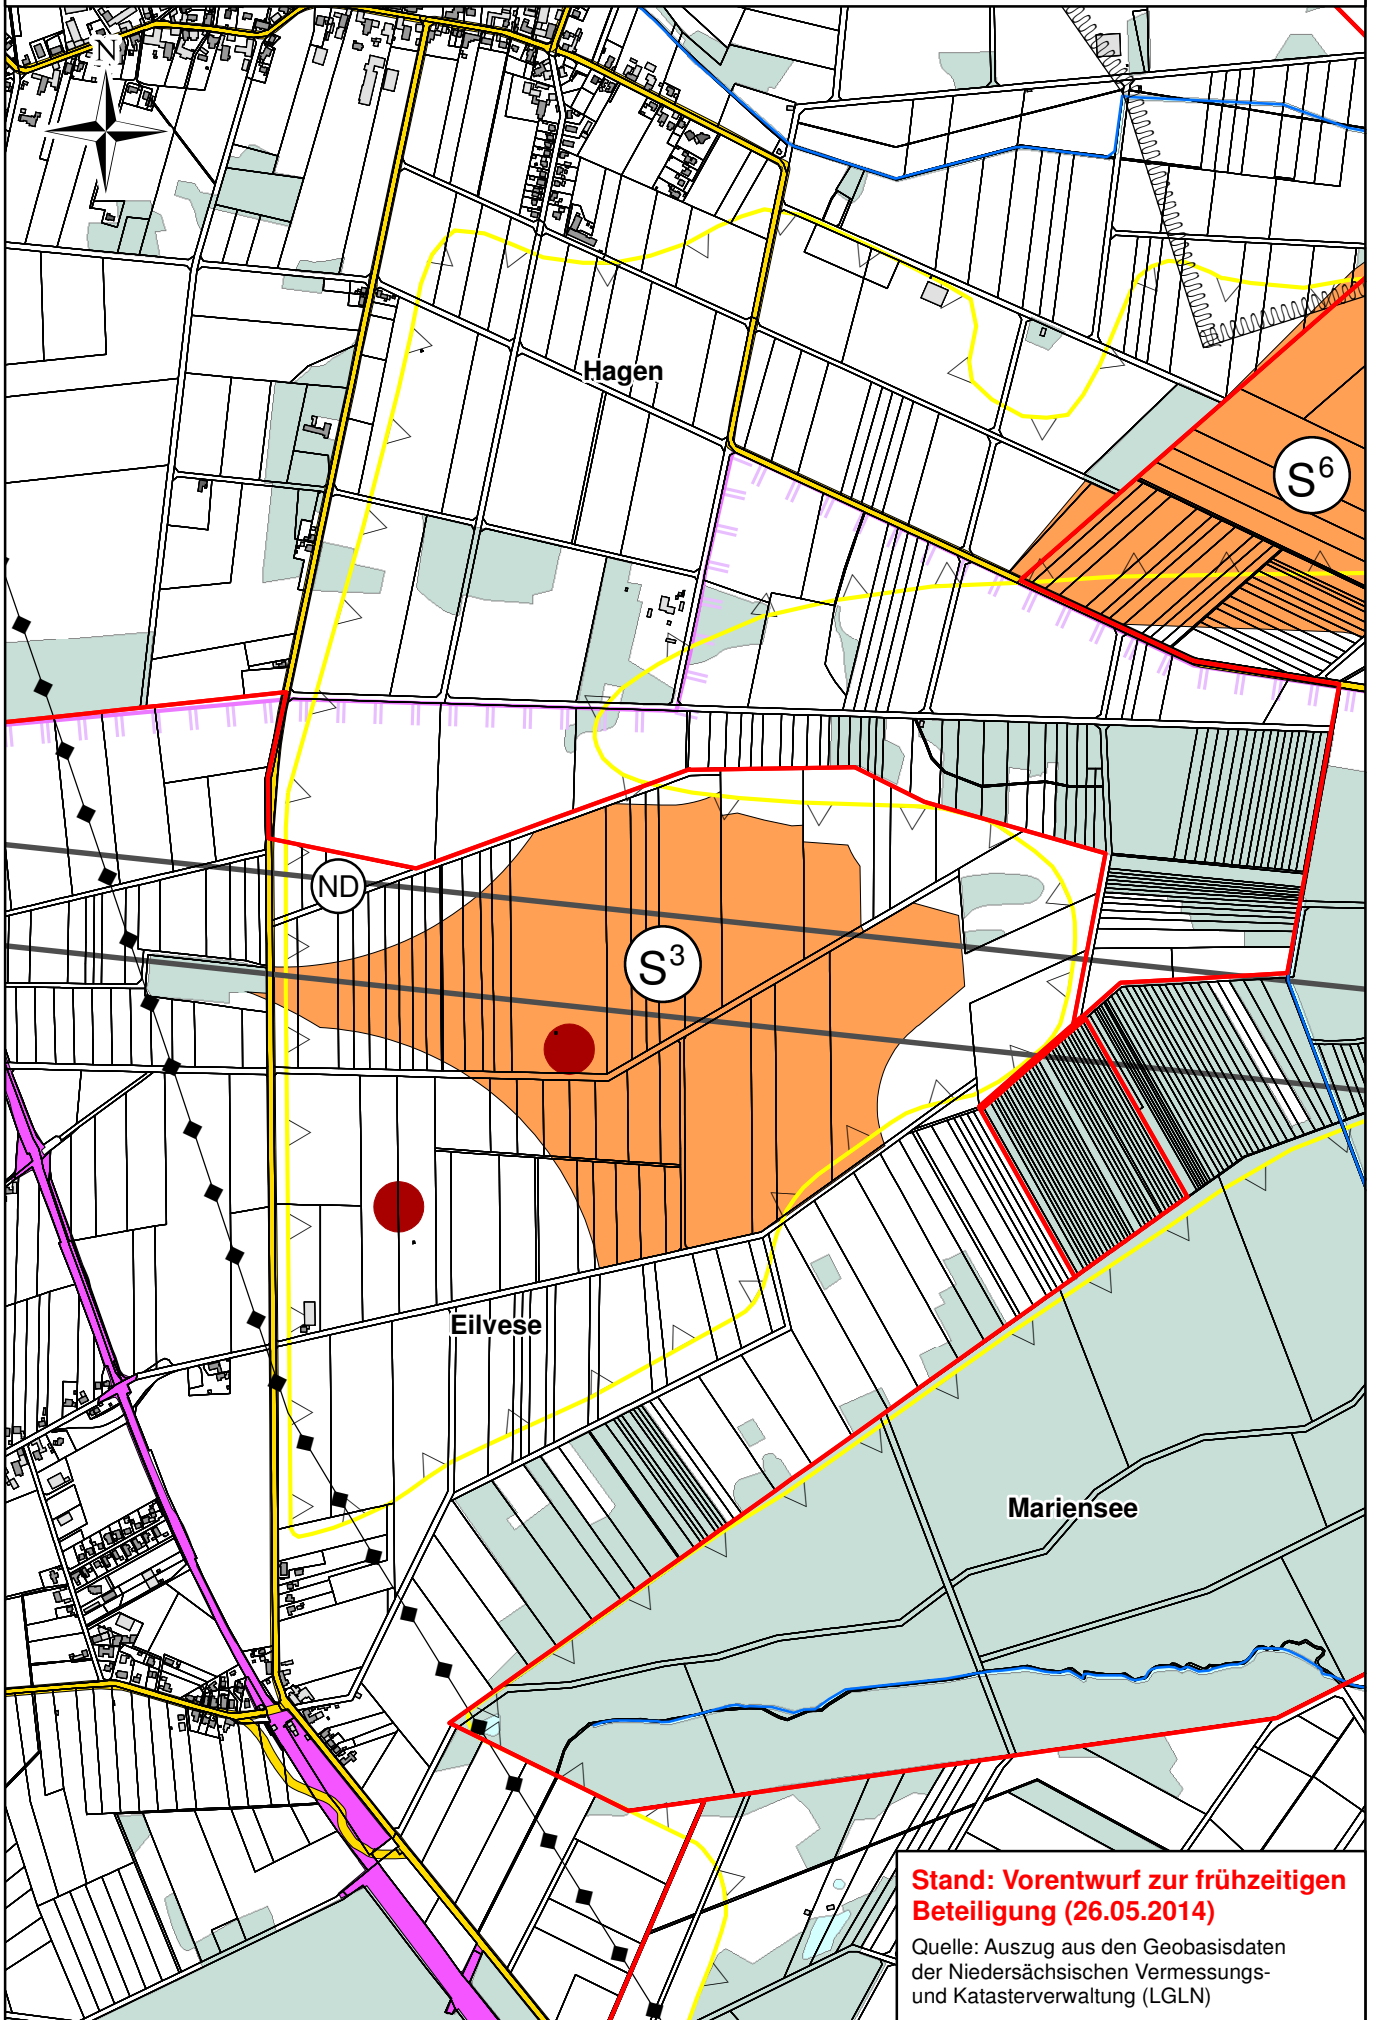 N
Hagen
S⁶
ND
S³
Eilvese
Mariensee
Stand: Vorentwurf zur frühzeitigen
Beteiligung (26.05.2014)
Quelle: Auszug aus den Geobasisdaten
der Niedersächsischen Vermessungs-
und Katasterverwaltung (LGLN)